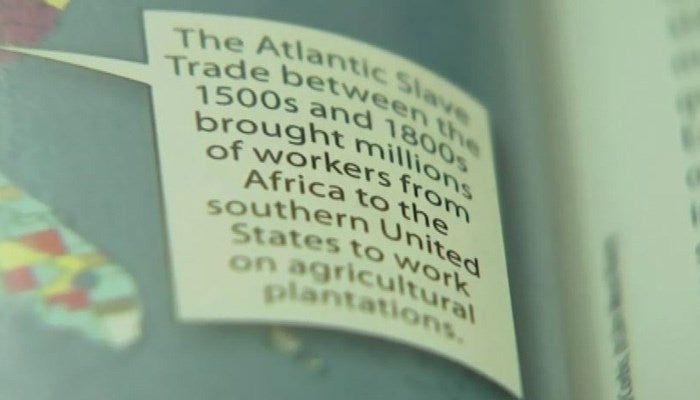 The Atlantic Slave
Trade between the
1500s and 1800s
brought millions
of workers from
Africa to the
southern United
States to work
on agricultural
plantations.